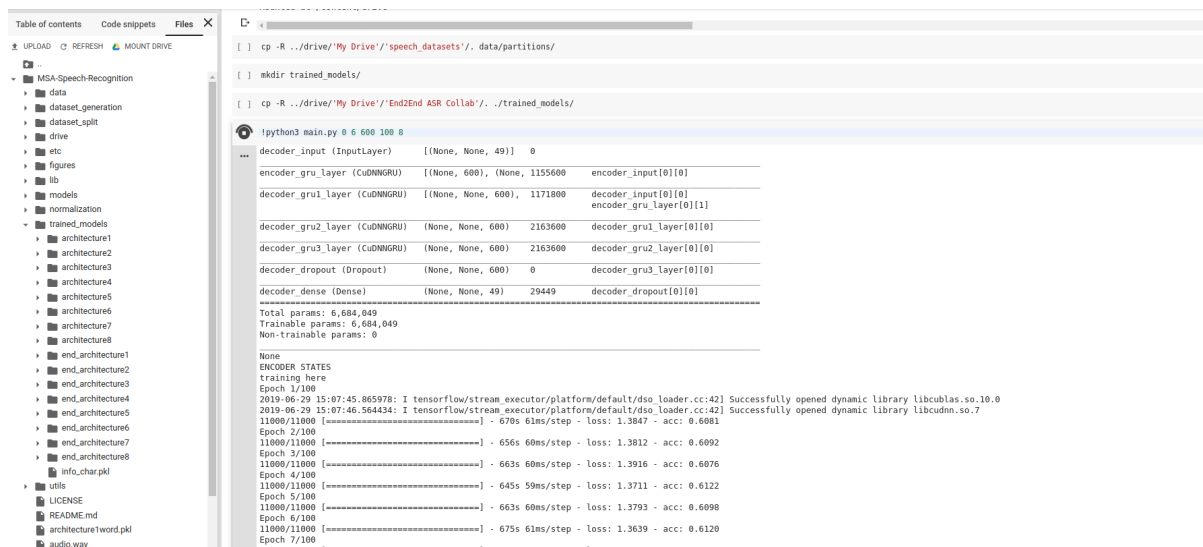 Table of contents Code snippets Files X
UPLOAD REFRESH MOUNT DRIVE
..
MSA-Speech-Recognition
data
dataset_generation
dataset_split
drive
etc
figures
lib
models
normalization
trained_models
architecture1
architecture2
architecture3
architecture4
architecture5
architecture6
architecture7
architecture8
end_architecture1
end_architecture2
end_architecture3
end_architecture4
end_architecture5
end_architecture6
end_architecture7
end_architecture8
info_char.pkl
utils
LICENSE
README.md
architecture1word.pkl
audio.wav
[ ] cp -R ../drive/'My Drive'/'speech_datasets'/. data/partitions/
[ ] mkdir trained_models/
[ ] cp -R ../drive/'My Drive'/'End2End ASR Collab'/. ./trained_models/
!python3 main.py 0 6 600 100 8
decoder_input (InputLayer) [(None, None, 49)] 0
encoder_gru_layer (CuDNNGRU) [(None, 600), (None, 1155600 encoder_input[0][0]
decoder_gru1_layer (CuDNNGRU) [(None, None, 600), 1171800 decoder_input[0][0]
encoder_gru_layer[0][1]
decoder_gru2_layer (CuDNNGRU) (None, None, 600) 2163600 decoder_gru1_layer[0][0]
decoder_gru3_layer (CuDNNGRU) (None, None, 600) 2163600 decoder_gru2_layer[0][0]
decoder_dropout (Dropout) (None, None, 600) 0 decoder_gru3_layer[0][0]
decoder_dense (Dense) (None, None, 49) 29449 decoder_dropout[0][0]
Total params: 6,684,049
Trainable params: 6,684,049
Non-trainable params: 0
None
ENCODER STATES
training here
Epoch 1/100
2019-06-29 15:07:45.865978: I tensorflow/stream_executor/platform/default/dso_loader.cc:42] Successfully opened dynamic library libcublas.so.10.0
2019-06-29 15:07:46.564434: I tensorflow/stream_executor/platform/default/dso_loader.cc:42] Successfully opened dynamic library libcudnn.so.7
11000/11000 [==============================] - 670s 61ms/step - loss: 1.3847 - acc: 0.6081
Epoch 2/100
11000/11000 [==============================] - 656s 60ms/step - loss: 1.3812 - acc: 0.6092
Epoch 3/100
11000/11000 [==============================] - 663s 60ms/step - loss: 1.3916 - acc: 0.6076
Epoch 4/100
11000/11000 [==============================] - 645s 59ms/step - loss: 1.3711 - acc: 0.6122
Epoch 5/100
11000/11000 [==============================] - 663s 60ms/step - loss: 1.3793 - acc: 0.6098
Epoch 6/100
11000/11000 [==============================] - 675s 61ms/step - loss: 1.3639 - acc: 0.6120
Epoch 7/100